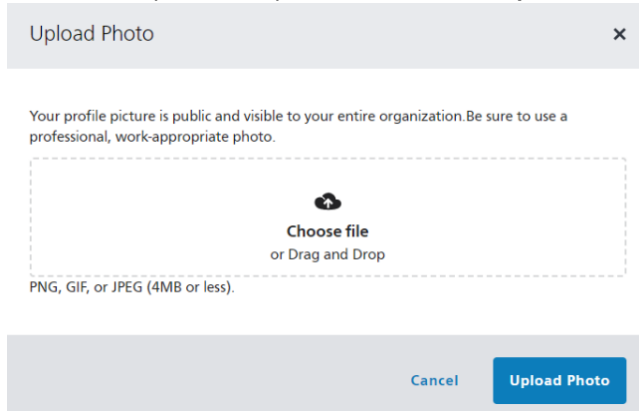 Upload Photo
Your profile picture is public and visible to your entire organization.Be sure to use a
professional, work-appropriate photo.
Choose file
or Drag and Drop
PNG, GIF, or JPEG (4MB or less).
Cancel Upload Photo